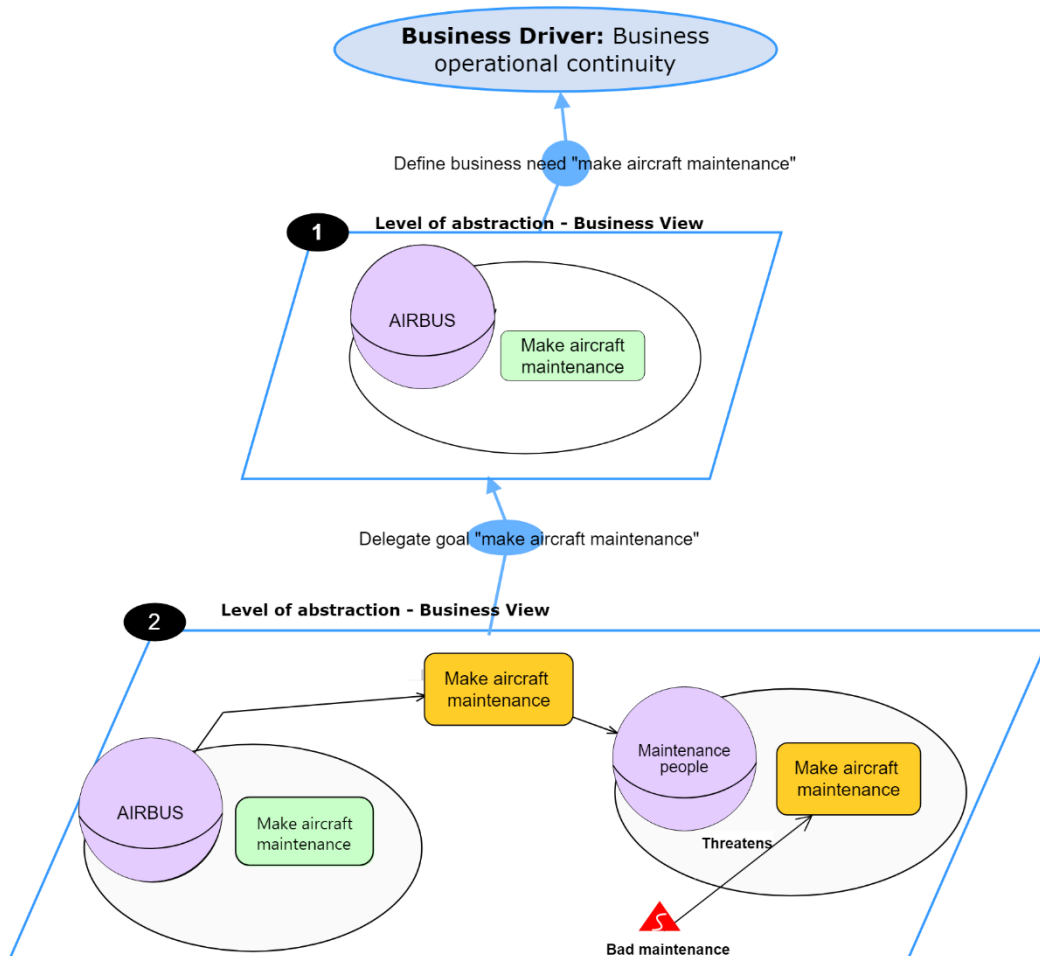 Business Driver: Business
operational continuity
Define business need "make aircraft maintenance"
Level of abstraction - Business View
1
AIRBUS
Make aircraft
maintenance
Delegate goal "make aircraft maintenance"
Level of abstraction - Business View
2
Make aircraft
maintenance
Maintenance
people
Make aircraft
maintenance
AIRBUS
Make aircraft
maintenance
Threatens
Bad maintenance